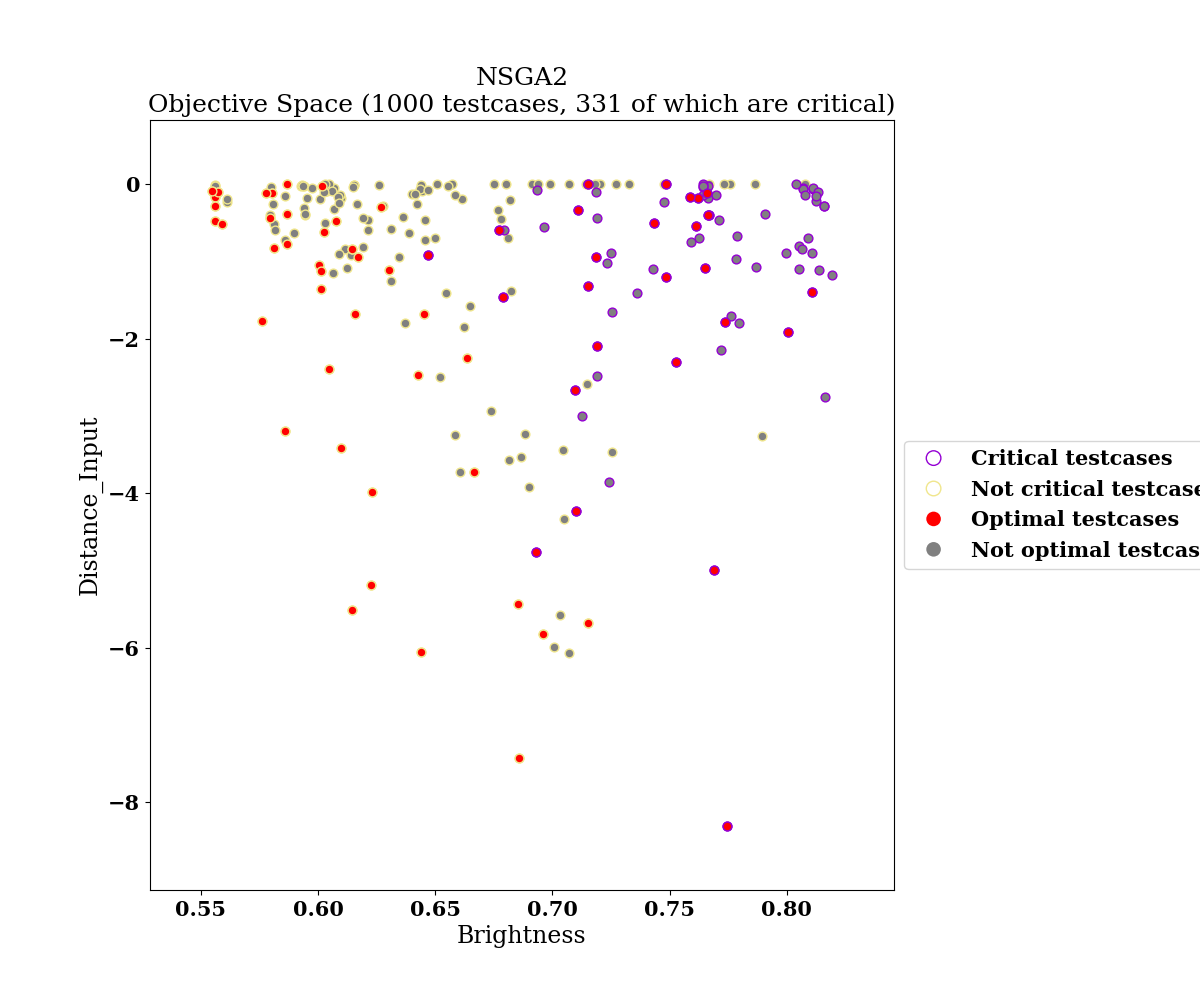 NSGA2
Objective Space (1000 testcases, 331 of which are critical)
0
−2
−4
−6
−8
Distance_Input
0.55 0.60 0.65 0.70 0.75 0.80
Brightness
Critical testcases
Not critical testcase
Optimal testcases
Not optimal testcas